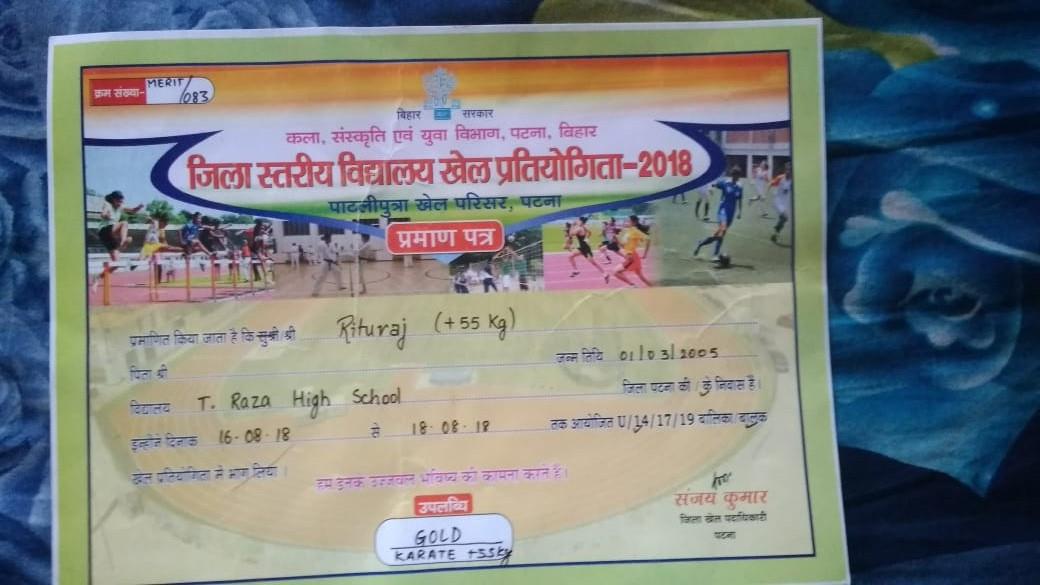 क्रम संख्या- MERIT/083
बिहार सरकार
कला, संस्कृति एवं युवा विभाग, पटना, बिहार
जिला स्तरीय विद्यालय खेल प्रतियोगिता-2018
पाटलीपुत्रा खेल परिसर, पटना
प्रमाण पत्र
प्रमाणित किया जाता है कि सुश्री/श्री Rituraj (+55 Kg)
पिता श्री जन्म तिथि 01/03/2005
विद्यालय T. Raza High School जिला पटना की / के निवास है।
इन्होंने दिनांक 16-08-18 से 18-08-18 तक आयोजित U/14/17/19 बालिका/बालक
खेल प्रतियोगिता में भाग लिया ।
हम इनके उज्जवल भविष्य की कामना करते हैं।
उपलब्धि
GOLD
KARATE +55kg
संजय कुमार
जिला खेल पदाधिकारी
पटना